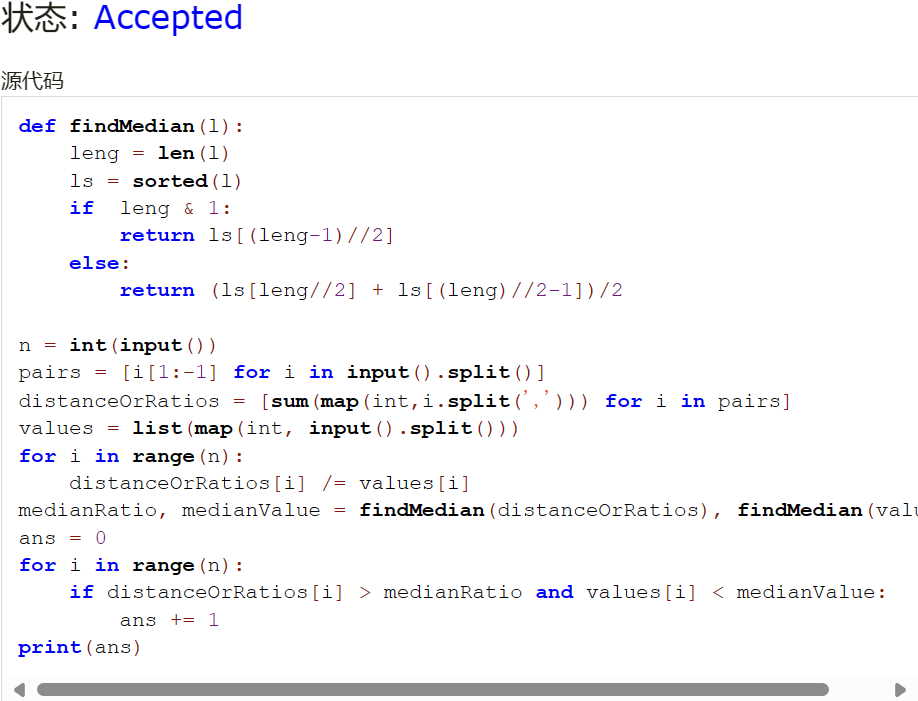 状态: Accepted
源代码
def findMedian(l):
    leng = len(l)
    ls = sorted(l)
    if  leng & 1:
        return ls[(leng-1)//2]
    else:
        return (ls[leng//2] + ls[(leng)//2-1])/2
n = int(input())
pairs = [i[1:-1] for i in input().split()]
distanceOrRatios = [sum(map(int,i.split(','))) for i in pairs]
values = list(map(int, input().split()))
for i in range(n):
    distanceOrRatios[i] /= values[i]
medianRatio, medianValue = findMedian(distanceOrRatios), findMedian(valu
ans = 0
for i in range(n):
    if distanceOrRatios[i] > medianRatio and values[i] < medianValue:
        ans += 1
print(ans)